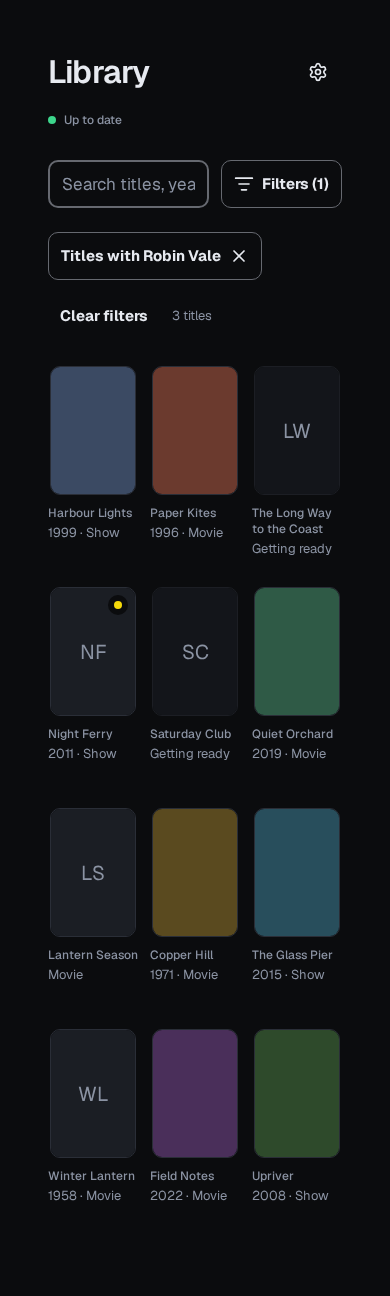 Library
Up to date
Search titles, yea
Filters (1)
Titles with Robin Vale
Clear filters
3 titles
LW
Harbour Lights
1999 · Show
Paper Kites
1996 · Movie
The Long Way
to the Coast
Getting ready
NF
SC
Night Ferry
2011 · Show
Saturday Club
Getting ready
Quiet Orchard
2019 · Movie
LS
Lantern Season
Movie
Copper Hill
1971 · Movie
The Glass Pier
2015 · Show
WL
Winter Lantern
1958 · Movie
Field Notes
2022 · Movie
Upriver
2008 · Show